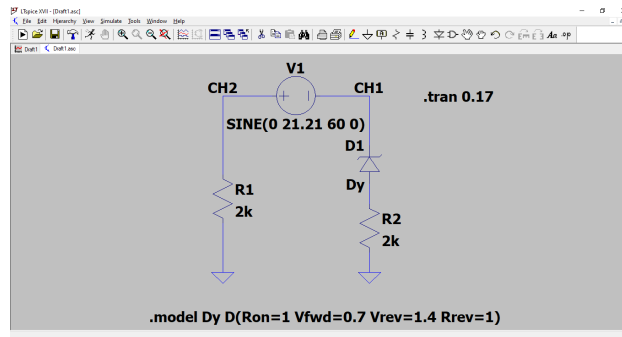 LTspice XVII - [Draft1.asc]
File Edit Hierarchy View Simulate Tools Window Help
Draft1 Draft1.asc
V1
CH2 CH1
.tran 0.17
SINE(0 21.21 60 0)
D1
Dy
R1
2k
R2
2k
.model Dy D(Ron=1 Vfwd=0.7 Vrev=1.4 Rrev=1)